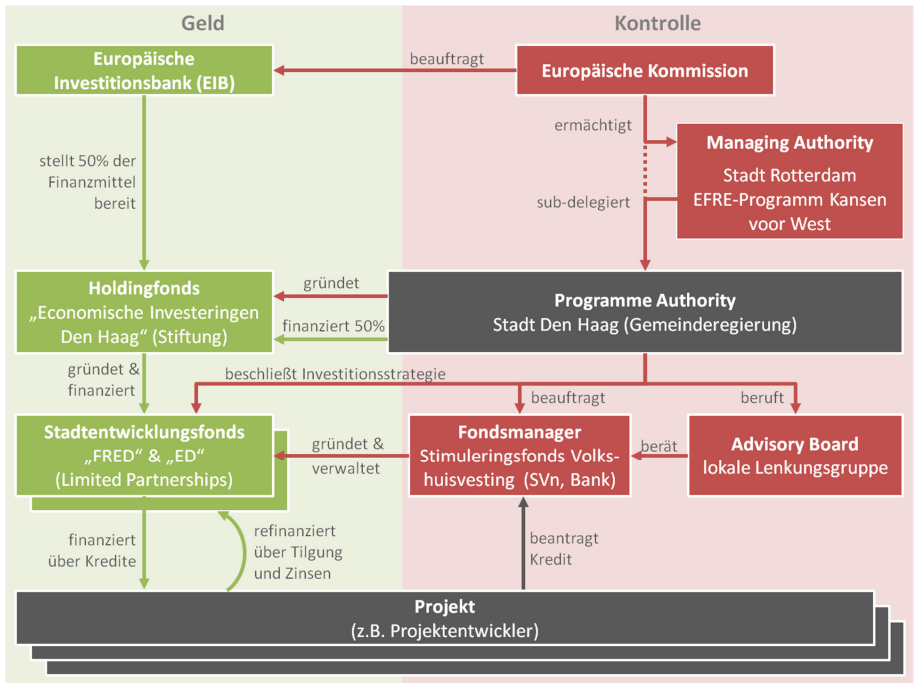 Geld
Kontrolle
Europäische
Investitionsbank (EIB)
beauftragt
Europäische Kommission
ermächtigt
Managing Authority
Stadt Rotterdam
EFRE-Programm Kansen
voor West
stellt 50% der
Finanzmittel
bereit
sub-delegiert
Holdingfonds
„Economische Investeringen
Den Haag“ (Stiftung)
gründet
finanziert 50%
Programme Authority
Stadt Den Haag (Gemeinderegierung)
gründet &
finanziert
beschließt Investitionsstrategie
beauftragt
beruft
Stadtentwicklungsfonds
„FRED“ & „ED“
(Limited Partnerships)
gründet &
verwaltet
Fondsmanager
Stimuleringsfonds Volks-
huisvesting (SVn, Bank)
berät
Advisory Board
lokale Lenkungsgruppe
finanziert
über Kredite
refinanziert
über Tilgung
und Zinsen
beantragt
Kredit
Projekt
(z.B. Projektentwickler)